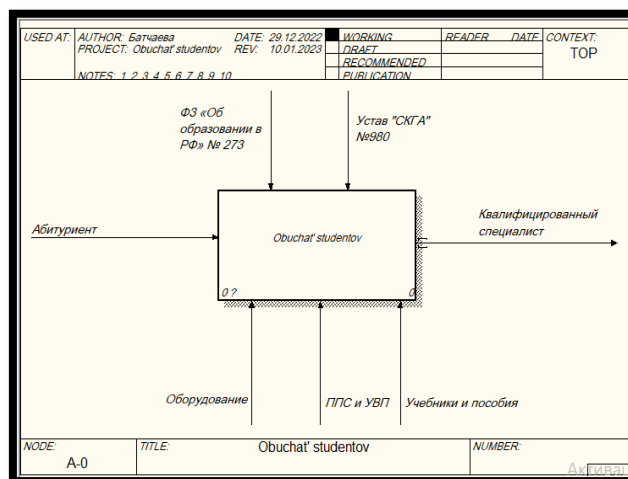 USED AT:
AUTHOR: Батчаева
DATE: 29.12.2022
WORKING
READER
DATE
CONTEXT:
PROJECT: Obuchat' studentov
REV: 10.01.2023
DRAFT
TOP
RECOMMENDED
NOTES: 1 2 3 4 5 6 7 8 9 10
PUBLICATION
ФЗ «Об
образовании в
РФ» № 273
Устав "СКГА"
№980
Абитуриент
Obuchat' studentov
Квалифицированный
специалист
0 ?
0
Оборудование
ППС и УВП
Учебники и пособия
NODE:
TITLE:
Obuchat' studentov
NUMBER:
A-0